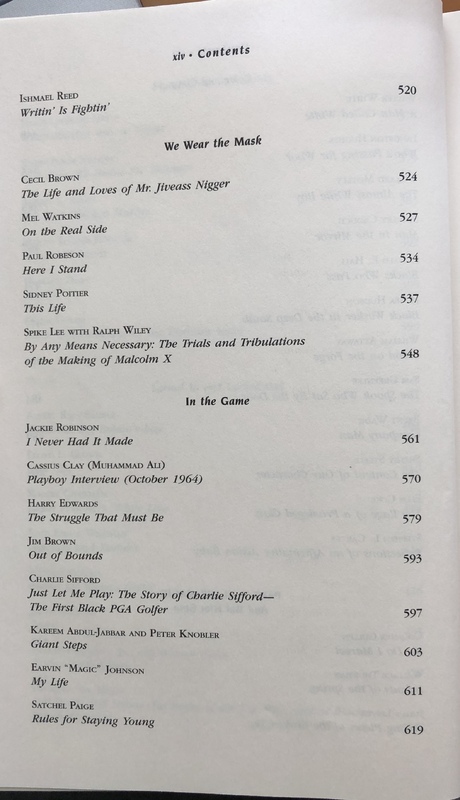 xiv • Contents
Ishmael Reed
Writin' Is Fightin' 520
We Wear the Mask
Cecil Brown
The Life and Loves of Mr. Jiveass Nigger 524
Mel Watkins
On the Real Side 527
Paul Robeson
Here I Stand 534
Sidney Poitier
This Life 537
Spike Lee with Ralph Wiley
By Any Means Necessary: The Trials and Tribulations
of the Making of Malcolm X 548
In the Game
Jackie Robinson
I Never Had It Made 561
Cassius Clay (Muhammad Ali)
Playboy Interview (October 1964) 570
Harry Edwards
The Struggle That Must Be 579
Jim Brown
Out of Bounds 593
Charlie Sifford
Just Let Me Play: The Story of Charlie Sifford—
The First Black PGA Golfer 597
Kareem Abdul-Jabbar and Peter Knobler
Giant Steps 603
Earvin "Magic" Johnson
My Life 611
Satchel Paige
Rules for Staying Young 619